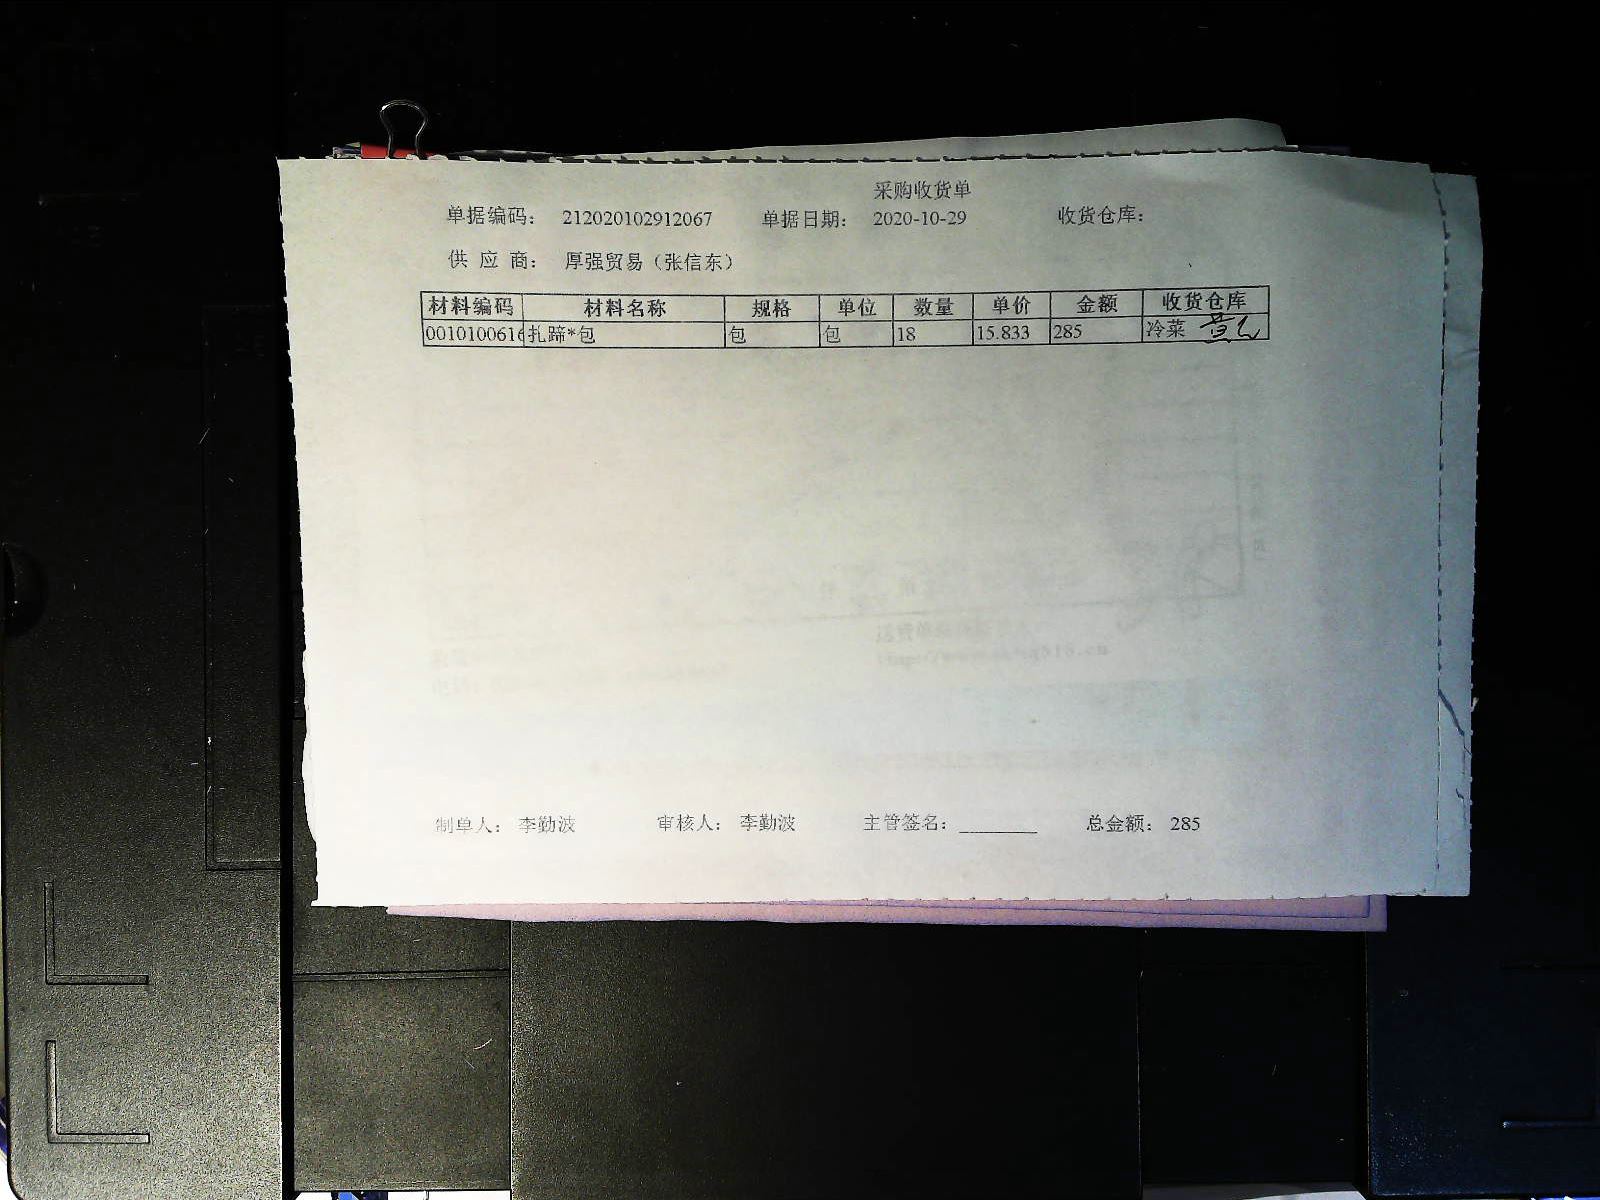 采购收货单
单据编码： 212020102912067 单据日期： 2020-10-29 收货仓库：
供 应 商： 厚强贸易（张信东）
材料编码 材料名称 规格 单位 数量 单价 金额 收货仓库
0010100616 扎蹄*包 包 包 18 15.833 285 冷菜
制单人： 李勤波 审核人： 李勤波 主管签名： 总金额： 285